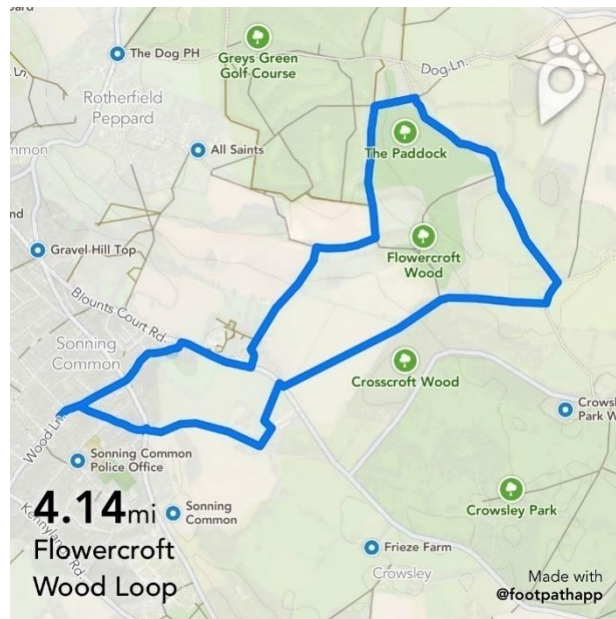 The Dog PH
Greys Green
Golf Course
Dog Ln.
Rotherfield
Peppard
All Saints
The Paddock
Gravel Hill Top
Flowercroft
Wood
Blounts Court Rd.
Sonning
Common
Crosscroft Wood
Wood Ln.
Sonning Common
Police Office
Sonning
Common
Crowsley Park
Frieze Farm
Crowsley
4.14mi
Flowercroft
Wood Loop
Made with
@footpathapp